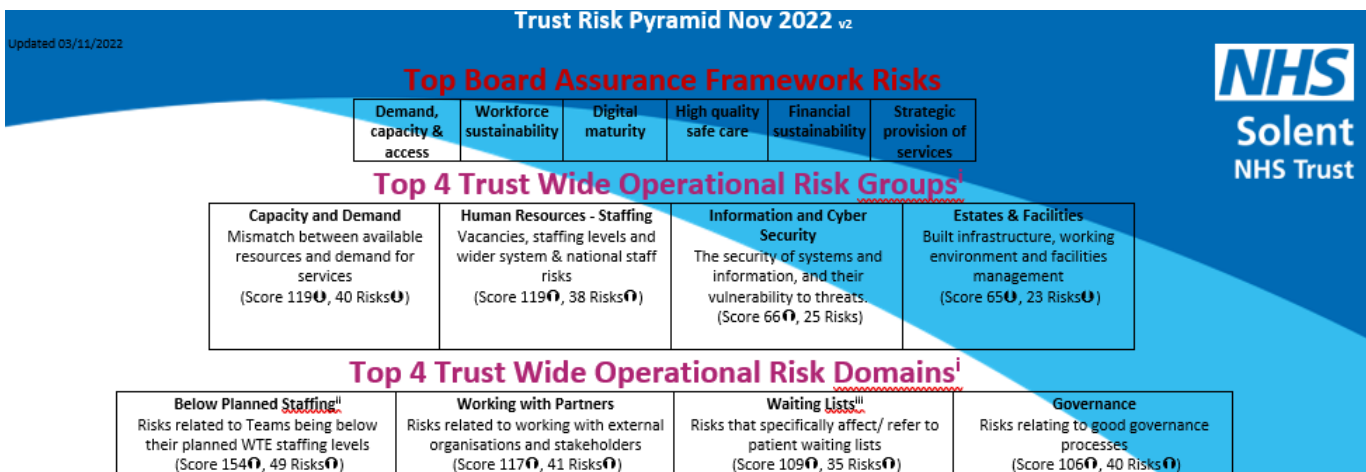 Trust Risk Pyramid Nov 2022 v2
Updated 03/11/2022
NHS
Solent
NHS Trust
Top Board Assurance Framework Risks
Demand, capacity & access
Workforce sustainability
Digital maturity
High quality safe care
Financial sustainability
Strategic provision of services
Top 4 Trust Wide Operational Risk Groupsⁱ
Capacity and Demand
Mismatch between available
resources and demand for
services
(Score 119⮋, 40 Risks⮋)
Human Resources - Staffing
Vacancies, staffing levels and
wider system & national staff
risks
(Score 119⮉, 38 Risks⮉)
Information and Cyber
Security
The security of systems and
information, and their
vulnerability to threats.
(Score 66⮉, 25 Risks)
Estates & Facilities
Built infrastructure, working
environment and facilities
management
(Score 65⮋, 23 Risks⮋)
Top 4 Trust Wide Operational Risk Domainsⁱ
Below Planned Staffingⁱⁱ
Risks related to Teams being below
their planned WTE staffing levels
(Score 154⮉, 49 Risks⮉)
Working with Partners
Risks related to working with external
organisations and stakeholders
(Score 117⮉, 41 Risks⮉)
Waiting Listsⁱⁱⁱ
Risks that specifically affect/ refer to
patient waiting lists
(Score 109⮉, 35 Risks⮉)
Governance
Risks relating to good governance
processes
(Score 106⮉, 40 Risks⮉)